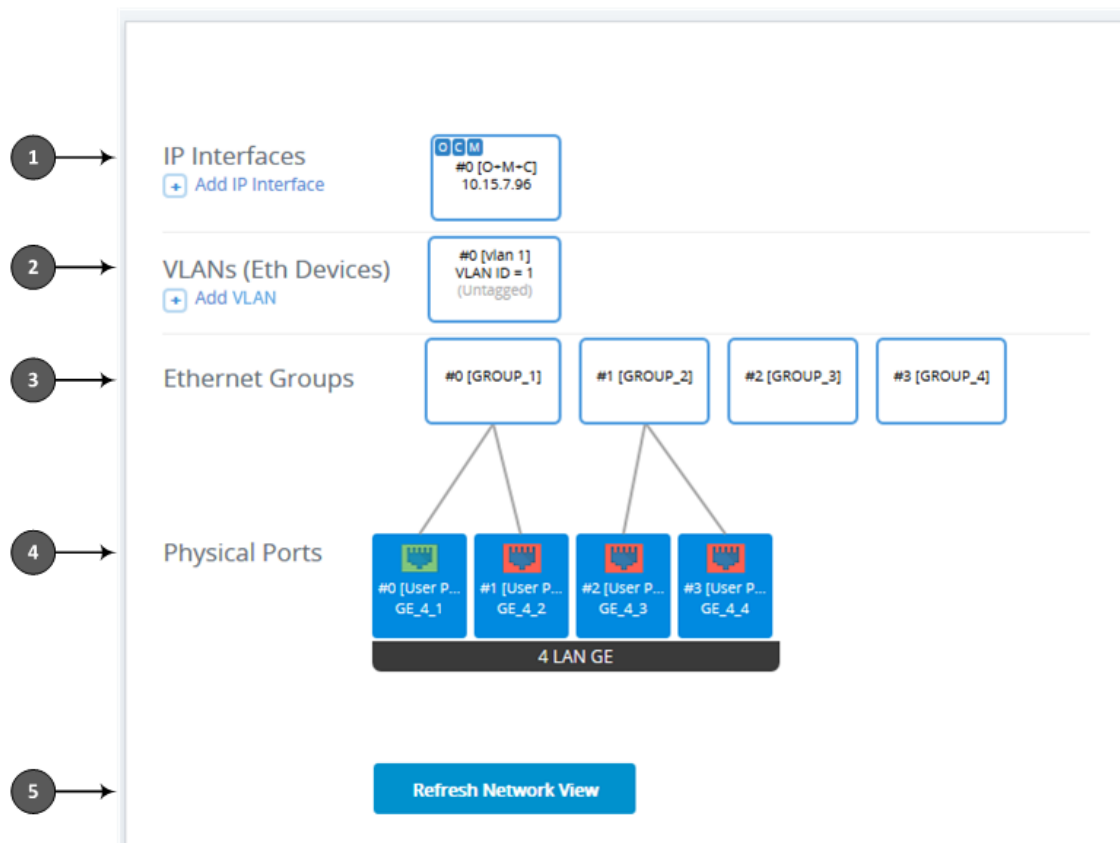 1
IP Interfaces
+ Add IP Interface
O C M
#0 [O+M+C]
10.15.7.96
2
VLANs (Eth Devices)
+ Add VLAN
#0 [Vlan 1]
VLAN ID = 1
(Untagged)
3
Ethernet Groups
#0 [GROUP_1]
#1 [GROUP_2]
#2 [GROUP_3]
#3 [GROUP_4]
4
Physical Ports
#0 [User P...
GE_4_1
#1 [User P...
GE_4_2
#2 [User P...
GE_4_3
#3 [User P...
GE_4_4
4 LAN GE
5
Refresh Network View